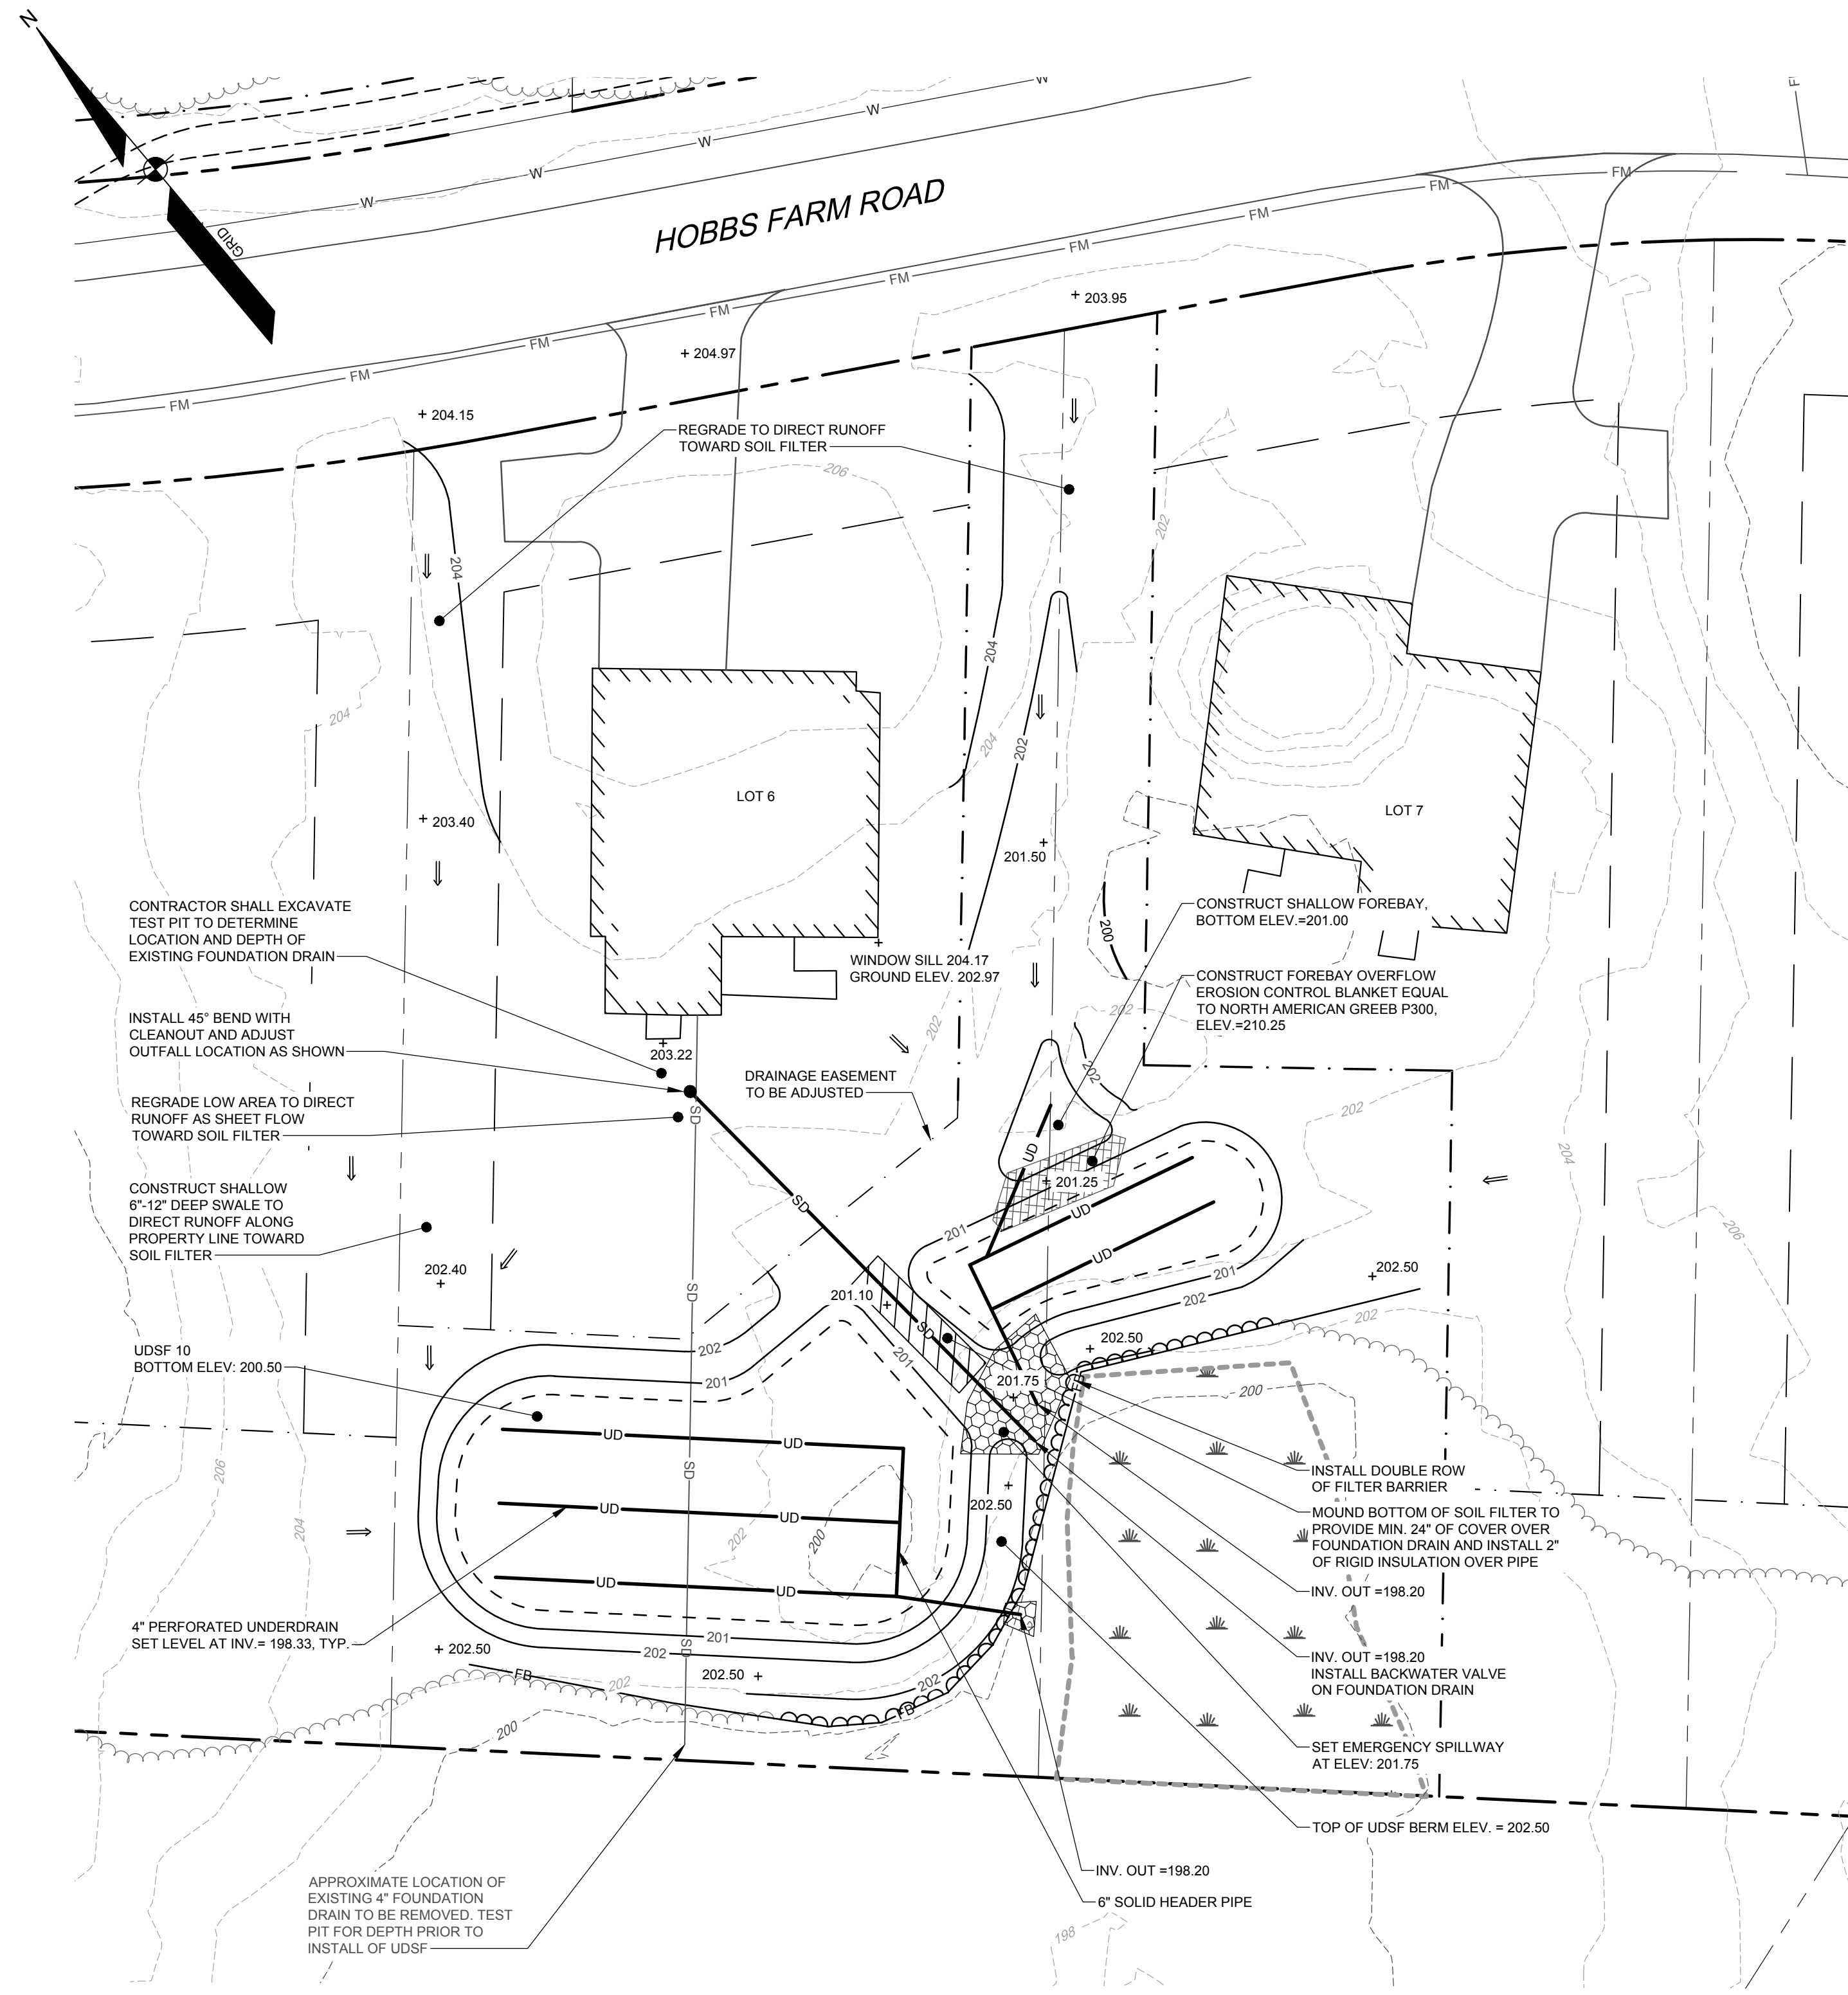 N
GRID
W
W
W
W
W
F
HOBBS FARM ROAD
FM
FM
FM
FM
FM
FM
FM
FM
FM
FM
203.95
204.97
204.15
REGRADE TO DIRECT RUNOFF
TOWARD SOIL FILTER
206
202
204
204
204
202
204
LOT 6
LOT 7
203.40
201.50
200
CONTRACTOR SHALL EXCAVATE
TEST PIT TO DETERMINE
LOCATION AND DEPTH OF
EXISTING FOUNDATION DRAIN
CONSTRUCT SHALLOW FOREBAY,
BOTTOM ELEV.=201.00
WINDOW SILL 204.17
GROUND ELEV. 202.97
CONSTRUCT FOREBAY OVERFLOW
EROSION CONTROL BLANKET EQUAL
TO NORTH AMERICAN GREEB P300,
ELEV.=210.25
INSTALL 45° BEND WITH
CLEANOUT AND ADJUST
OUTFALL LOCATION AS SHOWN
202
202
203.22
202
DRAINAGE EASEMENT
TO BE ADJUSTED
REGRADE LOW AREA TO DIRECT
RUNOFF AS SHEET FLOW
TOWARD SOIL FILTER
SD
202
204
UD
201.25
CONSTRUCT SHALLOW
6"-12" DEEP SWALE TO
DIRECT RUNOFF ALONG
PROPERTY LINE TOWARD
SOIL FILTER
SD
UD
UD
201
206
202.40
202.50
201
202
SD
201.10
SD
202
202.50
UDSF 10
BOTTOM ELEV: 200.50
202
201
201
201.75
FB
200
UD
UD
SD
206
INSTALL DOUBLE ROW
OF FILTER BARRIER
202.50
MOUND BOTTOM OF SOIL FILTER TO
PROVIDE MIN. 24" OF COVER OVER
FOUNDATION DRAIN AND INSTALL 2"
OF RIGID INSULATION OVER PIPE
UD
UD
204
202
200
INV. OUT =198.20
UD
UD
4" PERFORATED UNDERDRAIN
SET LEVEL AT INV.= 198.33, TYP.
201
202
SD
202.50
202.50
FB
202
202
FB
200
INV. OUT =198.20
INSTALL BACKWATER VALVE
ON FOUNDATION DRAIN
SET EMERGENCY SPILLWAY
AT ELEV: 201.75
TOP OF UDSF BERM ELEV. = 202.50
INV. OUT =198.20
6" SOLID HEADER PIPE
APPROXIMATE LOCATION OF
EXISTING 4" FOUNDATION
DRAIN TO BE REMOVED. TEST
PIT FOR DEPTH PRIOR TO
INSTALL OF UDSF
198